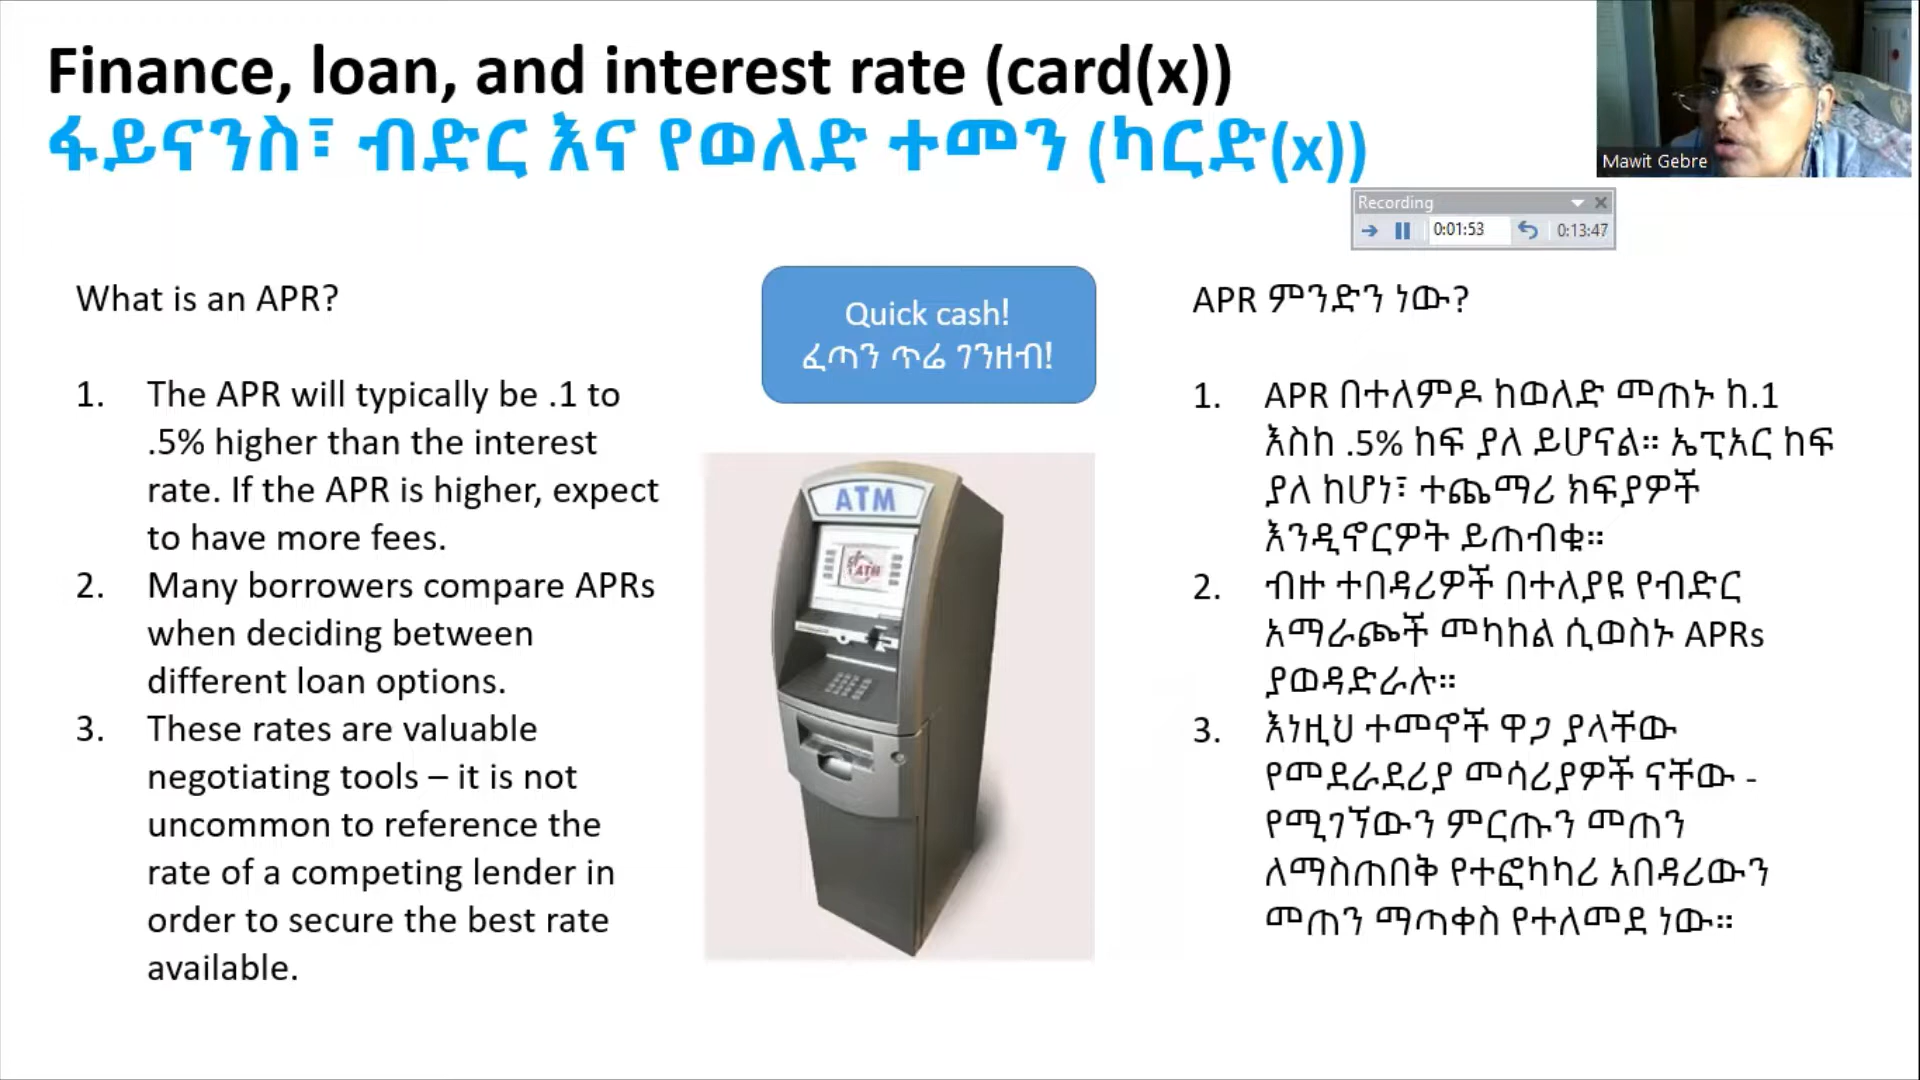 Finance, loan, and interest rate (card(x))
ፋይናንስ፣ ብድር እና የወለድ ተመን (ካርድ(x))
Mawit Gebre
Recording
0:01:53
0:13:47
What is an APR?
1. The APR will typically be .1 to
.5% higher than the interest
rate. If the APR is higher, expect
to have more fees.
2. Many borrowers compare APRs
when deciding between
different loan options.
3. These rates are valuable
negotiating tools – it is not
uncommon to reference the
rate of a competing lender in
order to secure the best rate
available.
Quick cash!
ፈጣን ጥሬ ገንዘብ!
ATM
APR ምንድን ነው?
1. APR በተለምዶ ከወለድ መጠኑ ከ.1
እስከ .5% ከፍ ያለ ይሆናል። ኤፒአር ከፍ
ያለ ከሆነ፣ ተጨማሪ ክፍያዎች
እንዲኖርዎት ይጠብቁ።
2. ብዙ ተበዳሪዎች በተለያዩ የብድር
አማራጮች መካከል ሲወስኑ APRs
ያወዳድራሉ።
3. እነዚህ ተመኖች ዋጋ ያላቸው
የመደራደሪያ መሳሪያዎች ናቸው -
የሚገኘውን ምርጡን መጠን
ለማስጠበቅ የተፎካካሪ አበዳሪውን
መጠን ማጣቀስ የተለመደ ነው።